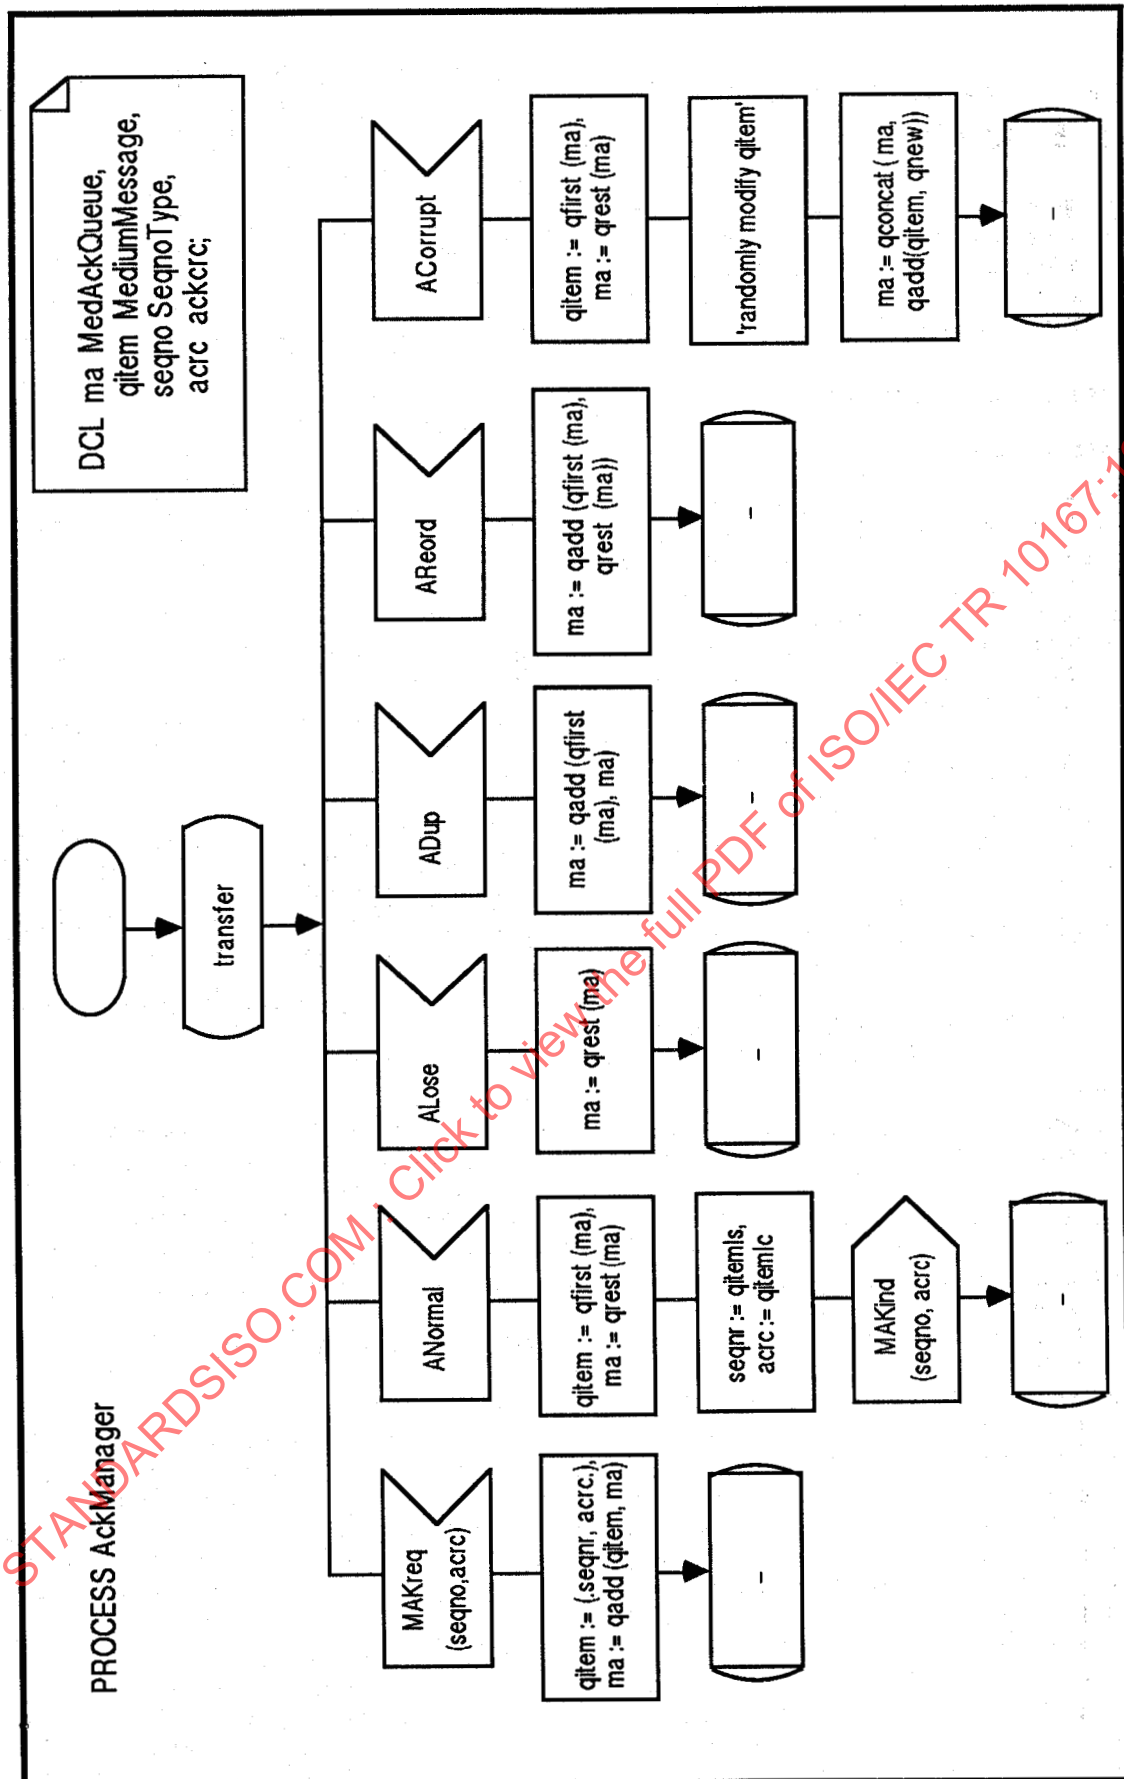 PROCESS AckManager
DCL ma MedAckQueue,
qitem MediumMessage,
seqno SeqnoType,
acrc ackcrc;
transfer
MAKreq
(seqno,acrc)
ANormal
ALose
ADup
AReord
ACorrupt
qitem := (.seqnr, acrc.),
ma := qadd (qitem, ma)
qitem := qfirst (ma),
ma := qrest (ma)
ma := qrest (ma)
ma := qadd (qfirst
(ma), ma)
ma := qadd (qfirst (ma),
qrest (ma))
qitem := qfirst (ma),
ma := qrest (ma)
-
seqnr := qitem!s,
acrc := qitem!c
-
-
-
'randomly modify qitem'
MAKind
(seqno, acrc)
ma := qconcat ( ma,
qadd(qitem, qnew))
-
-
STANDARDSISO.COM : Click to view the full PDF of ISO/IEC TR 10167:1